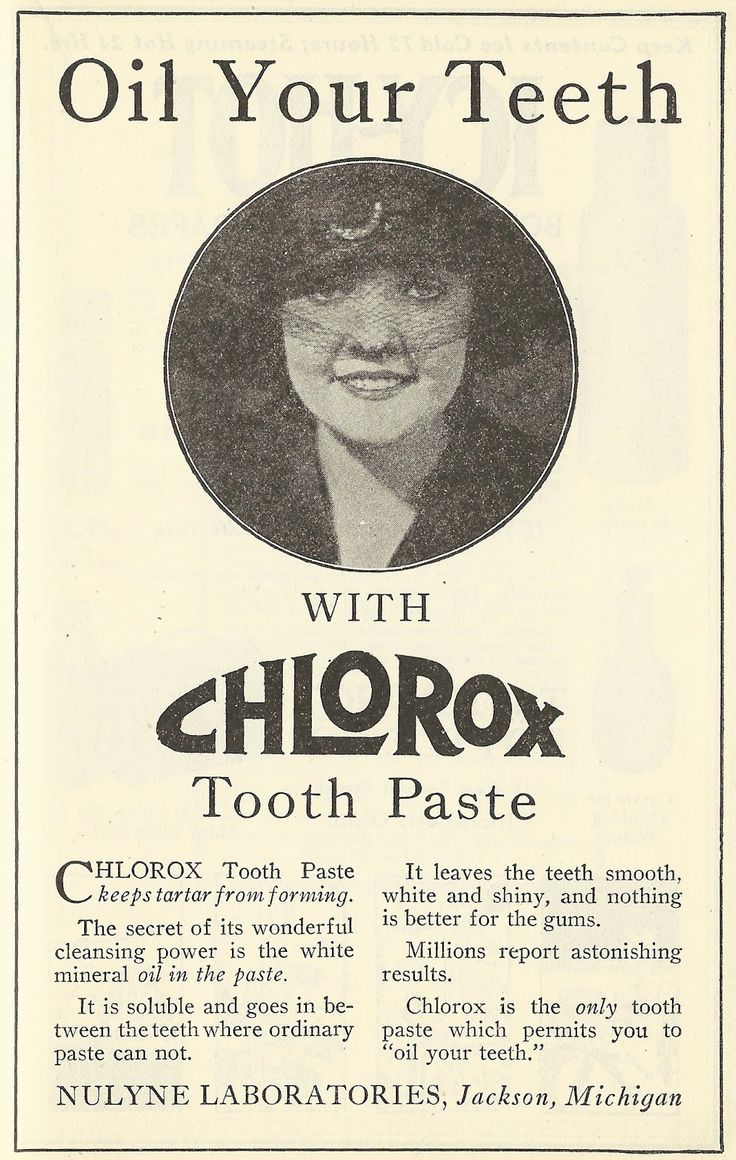 Oil Your Teeth
WITH
CHLOROX
Tooth Paste
CHLOROX Tooth Paste
keeps tartar from forming.
The secret of its wonderful
cleansing power is the white
mineral oil in the paste.
It is soluble and goes in be-
tween the teeth where ordinary
paste can not.
It leaves the teeth smooth,
white and shiny, and nothing
is better for the gums.
Millions report astonishing
results.
Chlorox is the only tooth
paste which permits you to
"oil your teeth."
NULYNE LABORATORIES, Jackson, Michigan